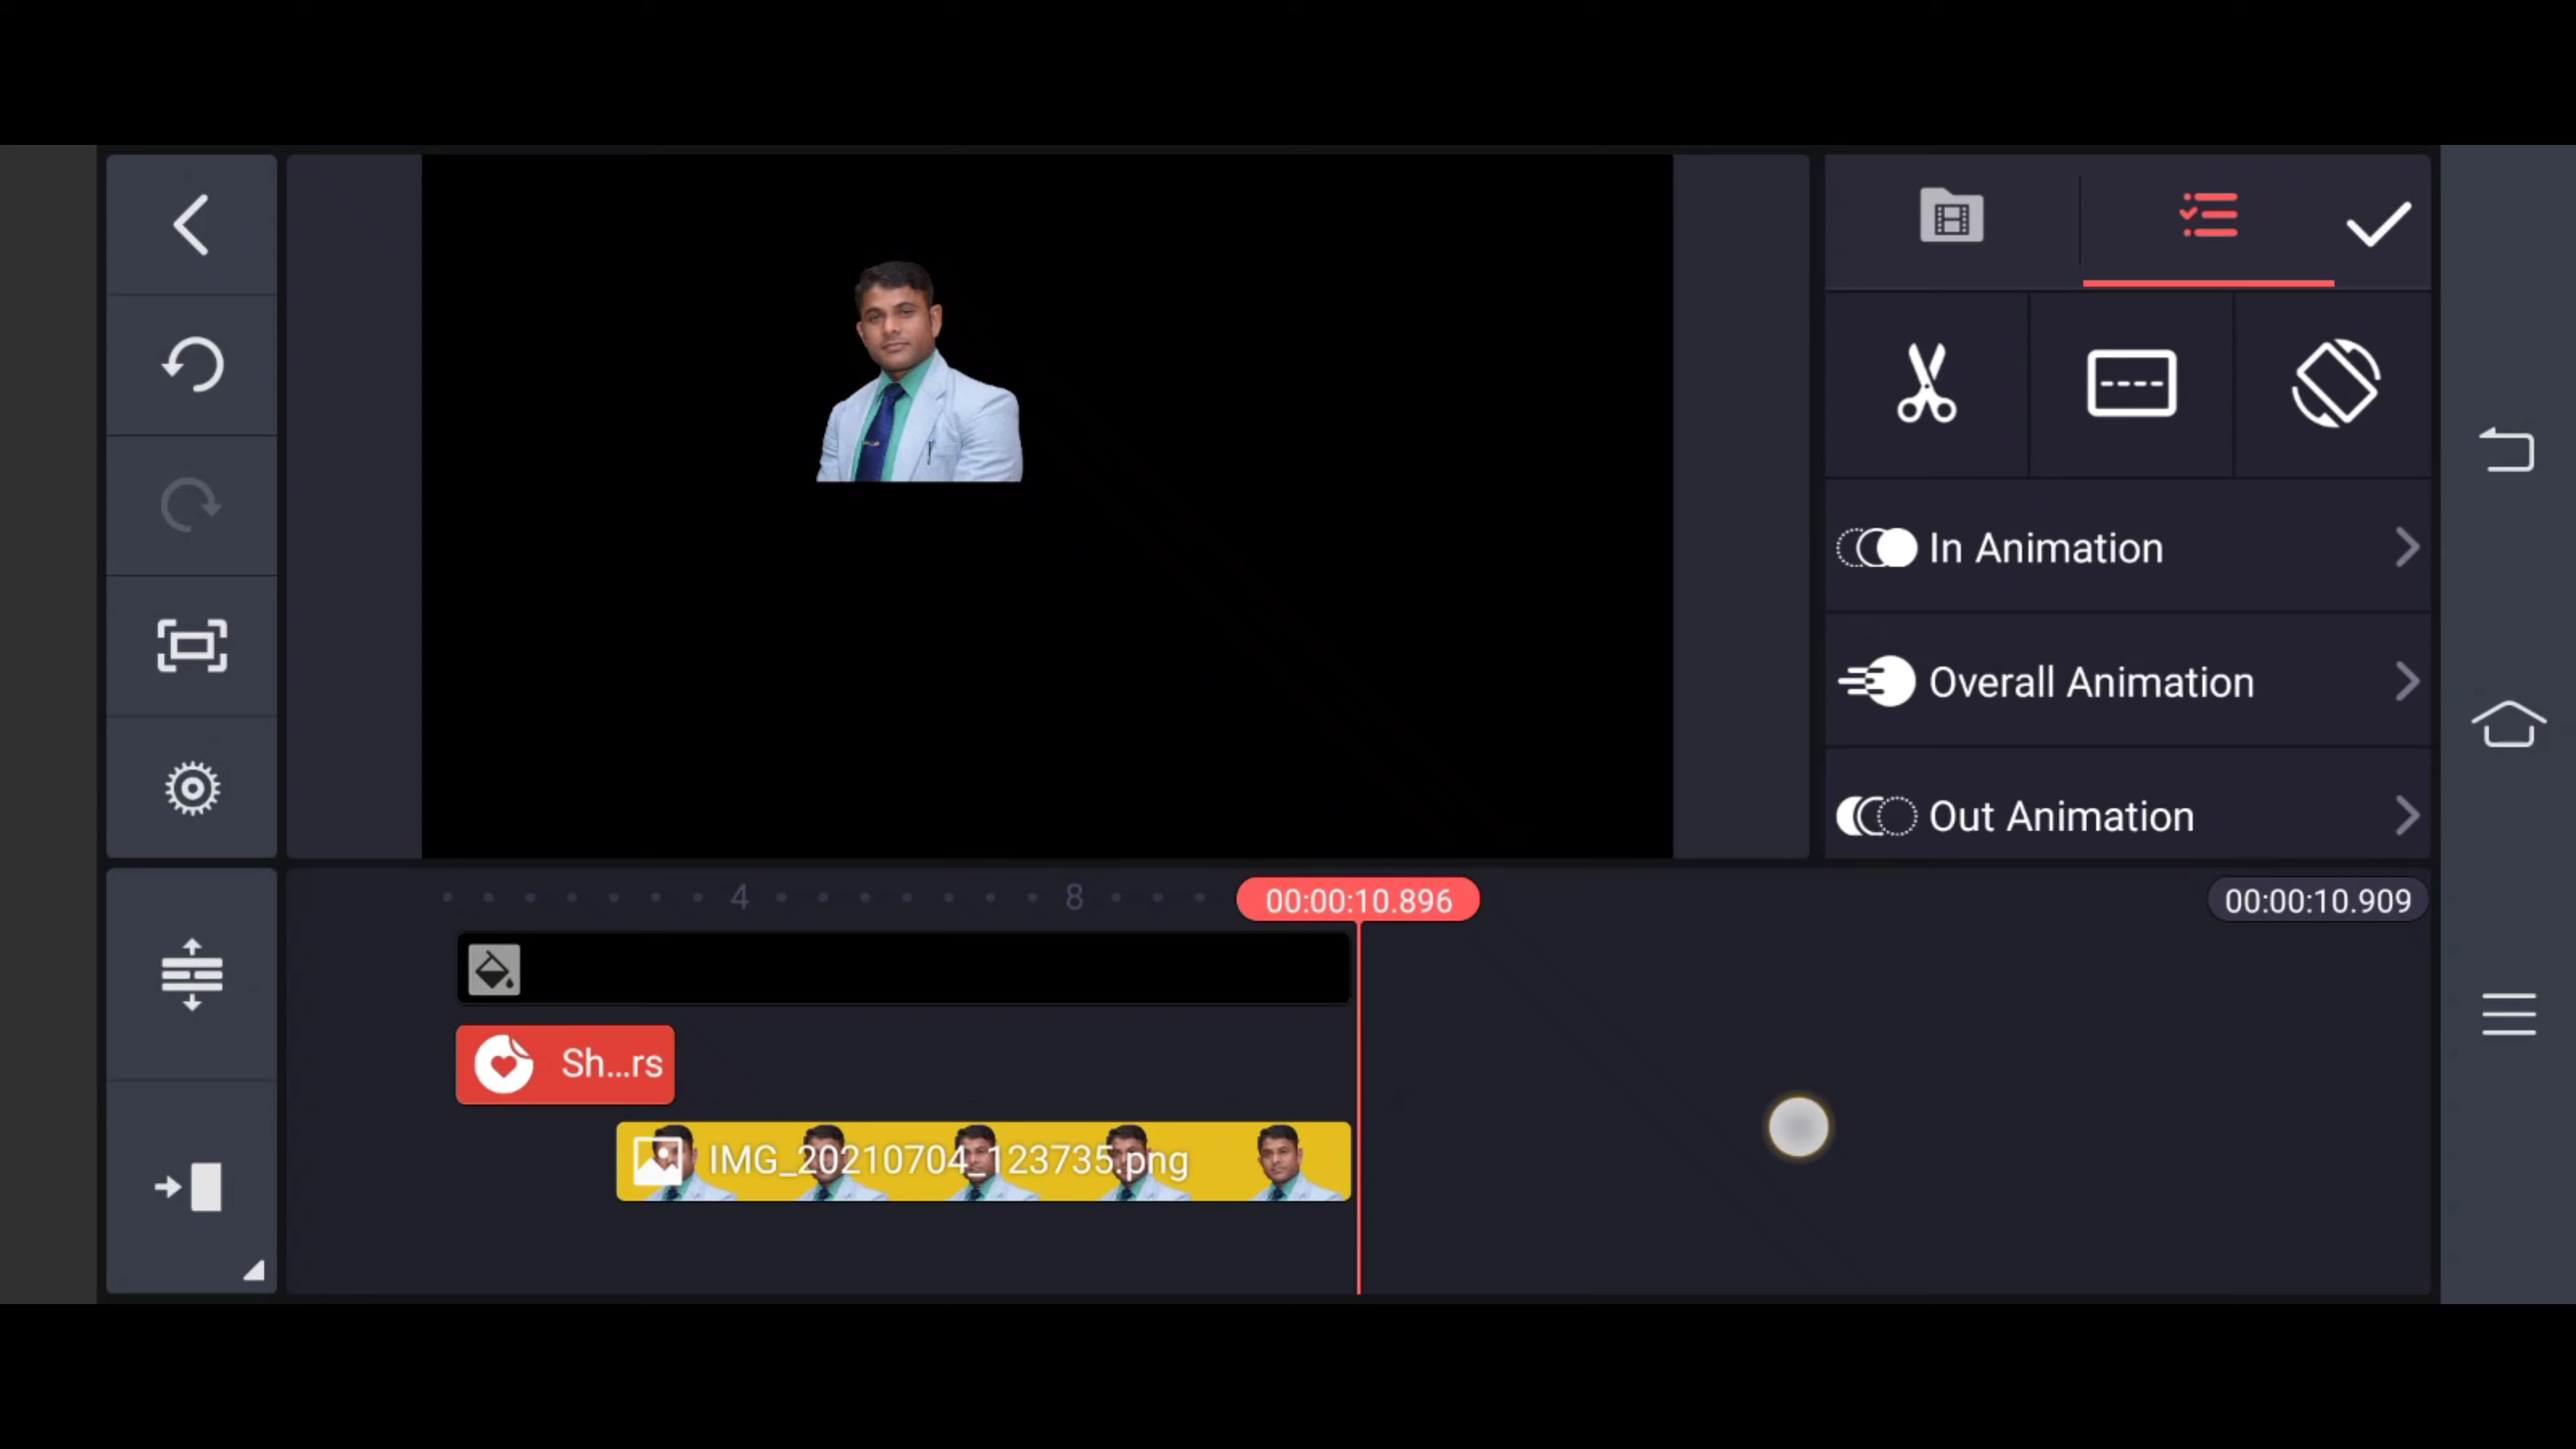 In Animation
Overall Animation
Out Animation
4
8
00:00:10.896
00:00:10.909
Sh...rs
IMG_20210704_123735.png